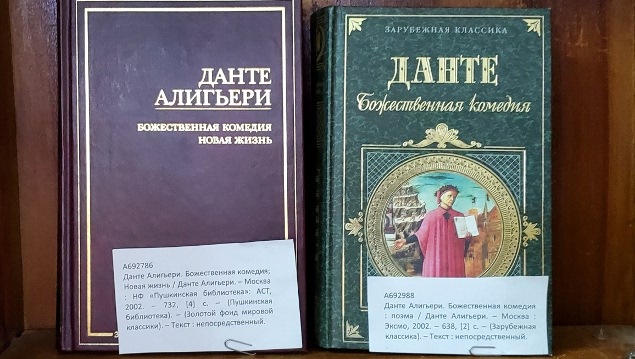 ДАНТЕ
АЛИГЬЕРИ
БОЖЕСТВЕННАЯ КОМЕДИЯ
НОВАЯ ЖИЗНЬ
А692786
Данте Алигьери. Божественная комедия;
Новая жизнь / Данте Алигьери. – Москва
: НФ «Пушкинская библиотека»: АСТ,
2002. – 737, [4] с. – (Пушкинская
библиотека). – (Золотой фонд мировой
классики). – Текст : непосредственный.
ЗАРУБЕЖНАЯ КЛАССИКА
ДАНТЕ
Божественная комедия
А692988
Данте Алигьери. Божественная комедия
: поэма / Данте Алигьери. – Москва :
Эксмо, 2002. – 638, [2] с. – (Зарубежная
классика). – Текст : непосредственный.